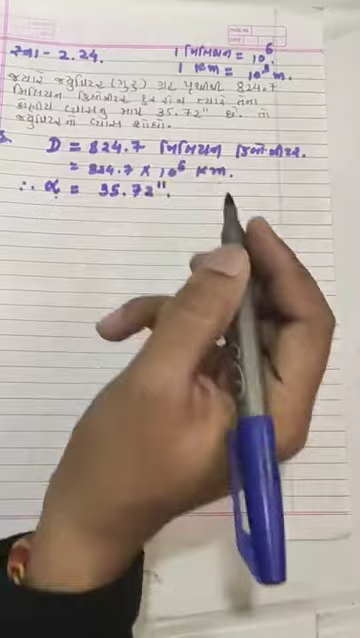 સ્વા - 2.24.
1 મિલિયન = 10⁶
1 Km = 10³ m.
જ્યારે જ્યુપિટર (ગુરુ) ગ્રહ પૃથ્વીથી 824.7
મિલિયન કિલોમીટર દૂર હોય ત્યારે તેના
કોણીય વ્યાસનું માપ 35.72" છે. તો
જ્યુપિટરનો વ્યાસ શોધો.
D = 824.7 મિલિયન કિલોમીટર.
= 824.7 × 10⁶ Km.
∴ α = 35.72".